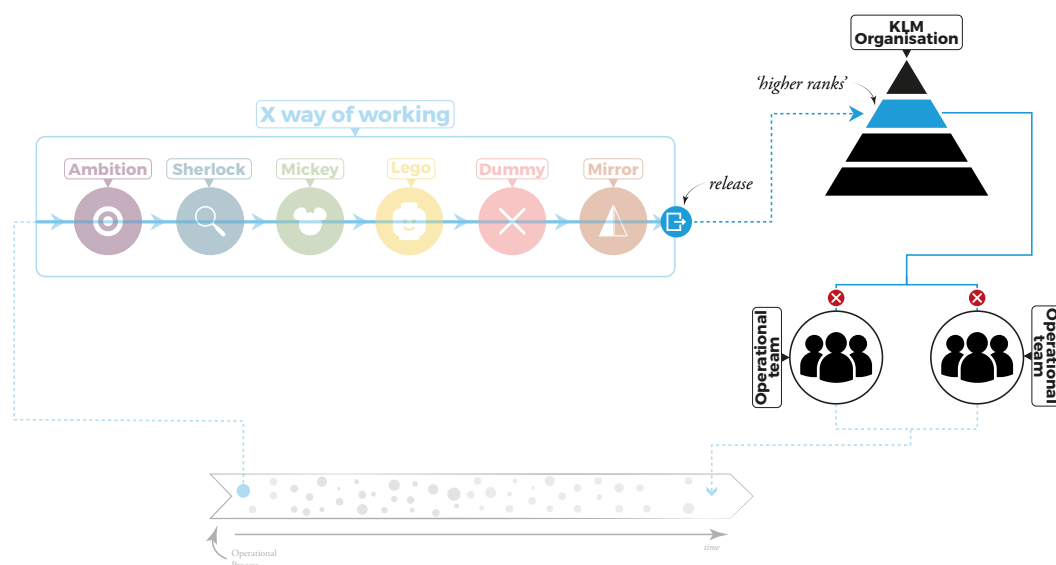 KLM
Organisation
'higher ranks'
X way of working
Ambition
Sherlock
Mickey
Lego
Dummy
Mirror
release
Operational
team
Operational
team
time
Operational